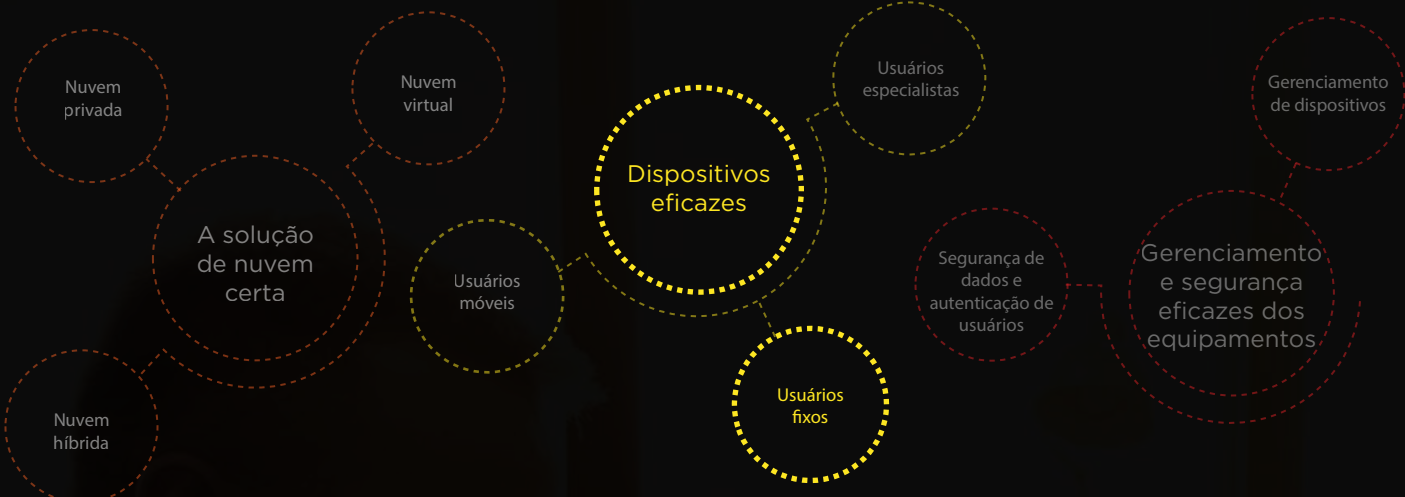 Nuvem
privada
Nuvem
virtual
A solução
de nuvem
certa
Nuvem
híbrida
Dispositivos
eficazes
Usuários
especialistas
Usuários
móveis
Usuários
fixos
Gerenciamento
de dispositivos
Segurança de
dados e
autenticação de
usuários
Gerenciamento
e segurança
eficazes dos
equipamentos